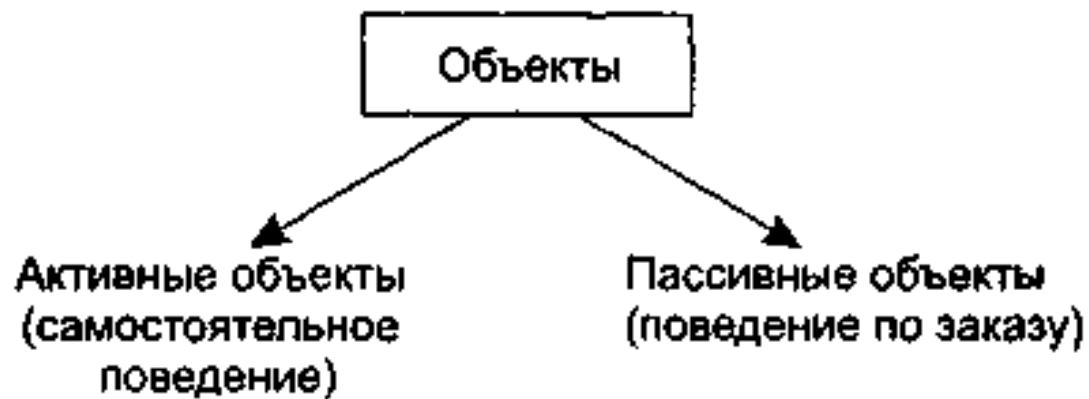 Объекты
Активные объекты
(самостоятельное
поведение)
Пассивные объекты
(поведение по заказу)